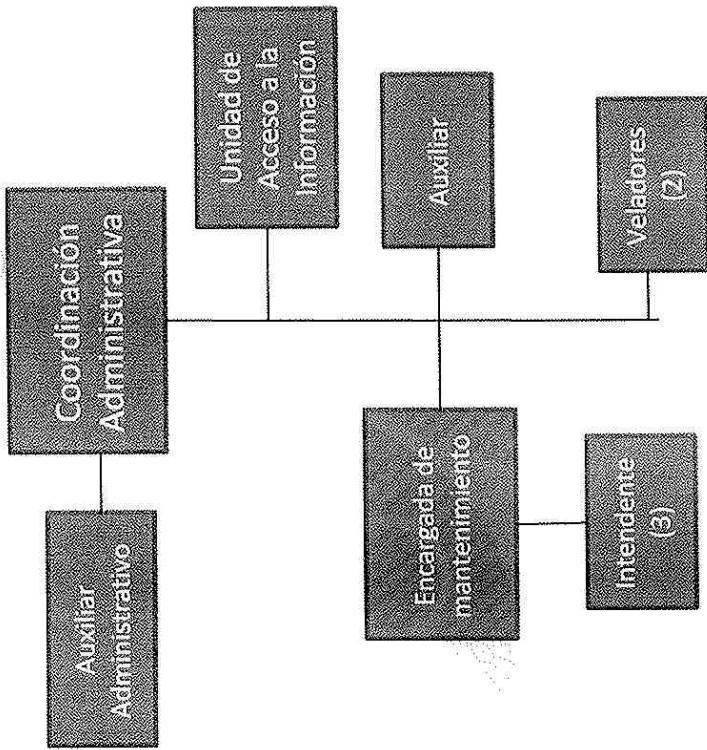 Coordinación
Administrativa
Auxiliar
Administrativo
Unidad de
Acceso a la
Información
Auxiliar
Encargada de
mantenimiento
Veladores
(2)
Intendente
(3)